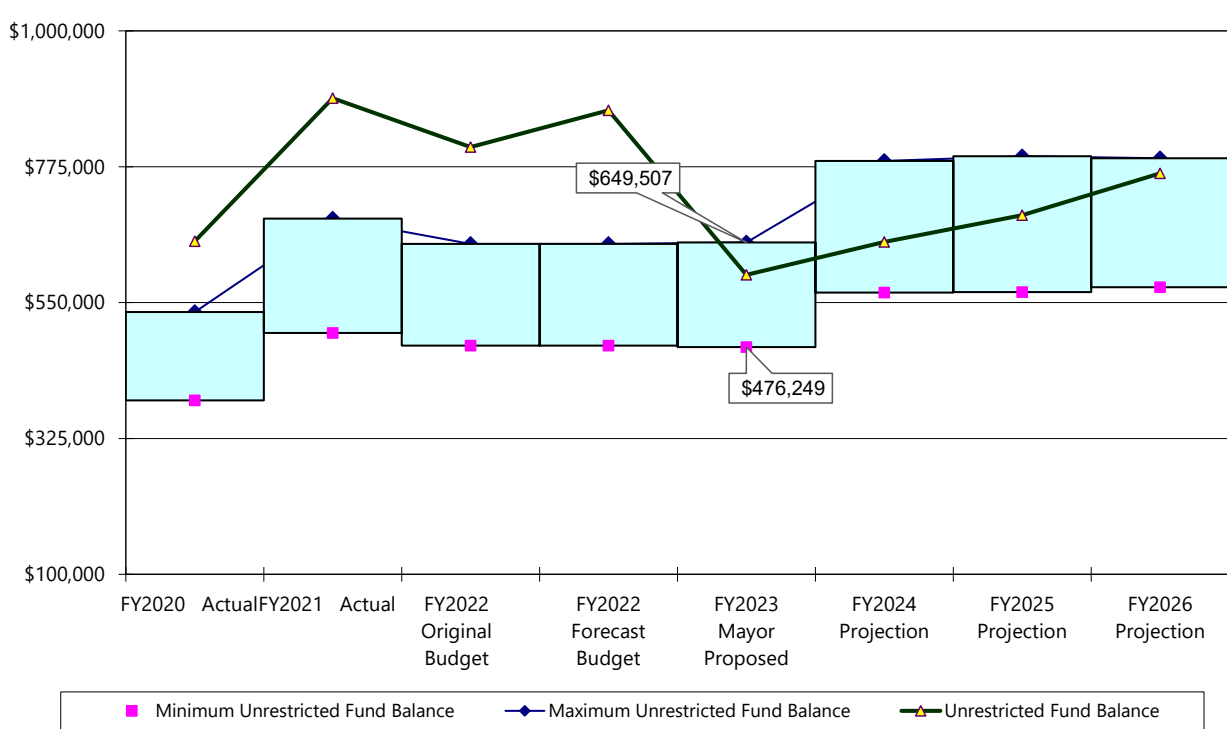 $1,000,000
$775,000
$550,000
$325,000
$100,000
$649,507
$476,249
FY2020 Actual
FY2021 Actual
FY2022
Original
Budget
FY2022
Forecast
Budget
FY2023
Mayor
Proposed
FY2024
Projection
FY2025
Projection
FY2026
Projection
Minimum Unrestricted Fund Balance
Maximum Unrestricted Fund Balance
Unrestricted Fund Balance